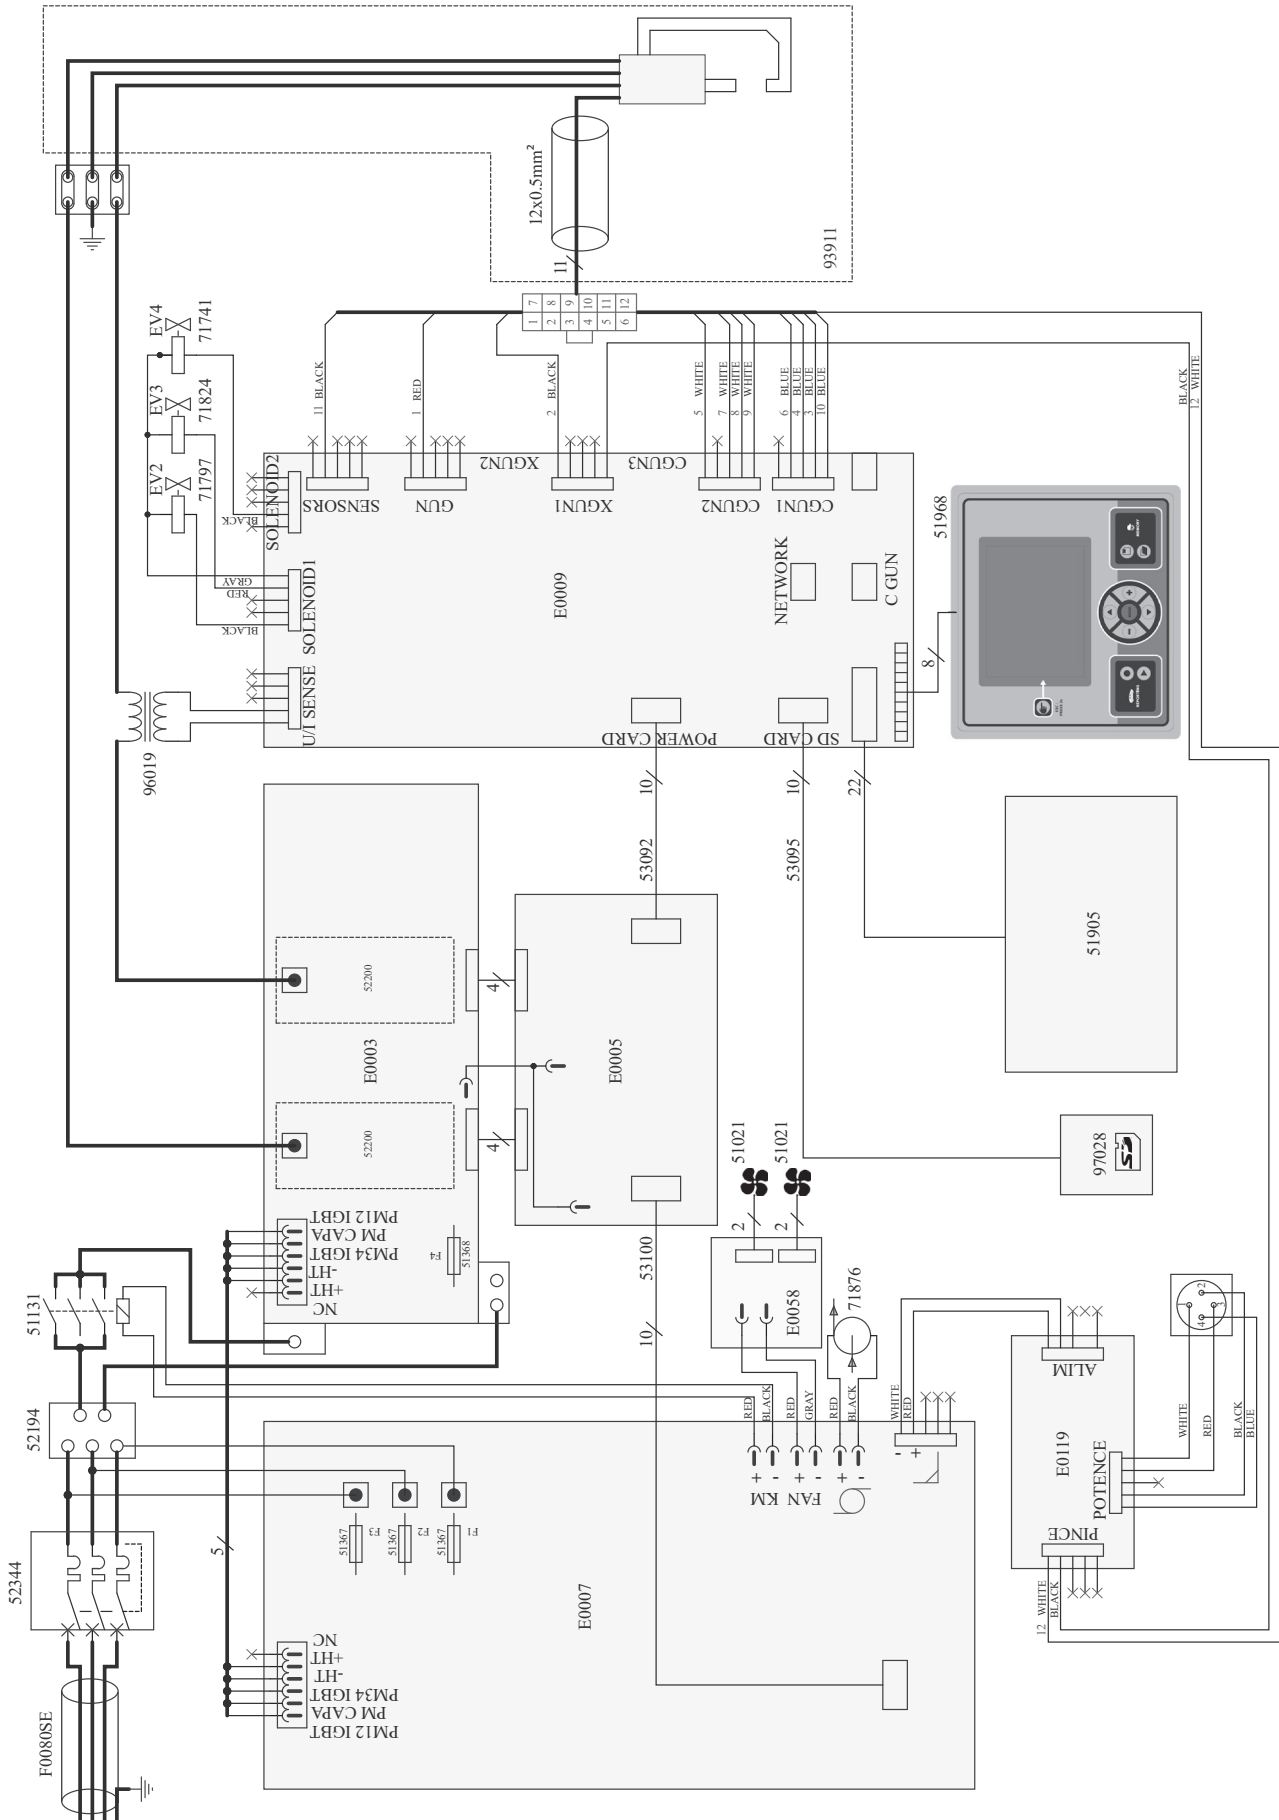 12x0.5mm²
11
93911
EV4
71741
EV3
71824
EV2
71797
1 2 3 4 5 6
7 8 9 10 11 12
11 BLACK
1 RED
2 BLACK
5 WHITE
7 WHITE
8 WHITE
9 WHITE
6 BLUE
4 BLUE
3 BLUE
10 BLUE
BLACK
12 WHITE
XGUN2
CGUN3
SENSORS
GUN
XGUN1
CGUN2
CGUN1
SOLENOID2
BLACK
SOLENOID1
GRAY
RED
BLACK
U/I SENSE
E0009
NETWORK
C GUN
POWER CARD
SD CARD
51968
MEMORY
REPORTING
+
−
8
96019
10
53092
10
53095
22
51905
52200
E0003
52200
4
4
E0005
PM12 IGBT
PM CAPA
PM34 IGBT
-HT
+HT
NC
F4
51368
51131
52194
52344
F0080SE
5
53100
10
51021
51021
2
2
E0058
71876
97028
SD
RED
BLACK
RED
GRAY
RED
BLACK
WHITE
RED
+ - KM
+ - FAN
+ -
- +
51367
F3
51367
F2
51367
F1
E0007
NC
+HT
-HT
PM34 IGBT
PM CAPA
PM12 IGBT
ALIM
E0119
POTENCE
PINCE
WHITE
RED
BLACK
BLUE
1 2 3 4
12 WHITE
BLACK